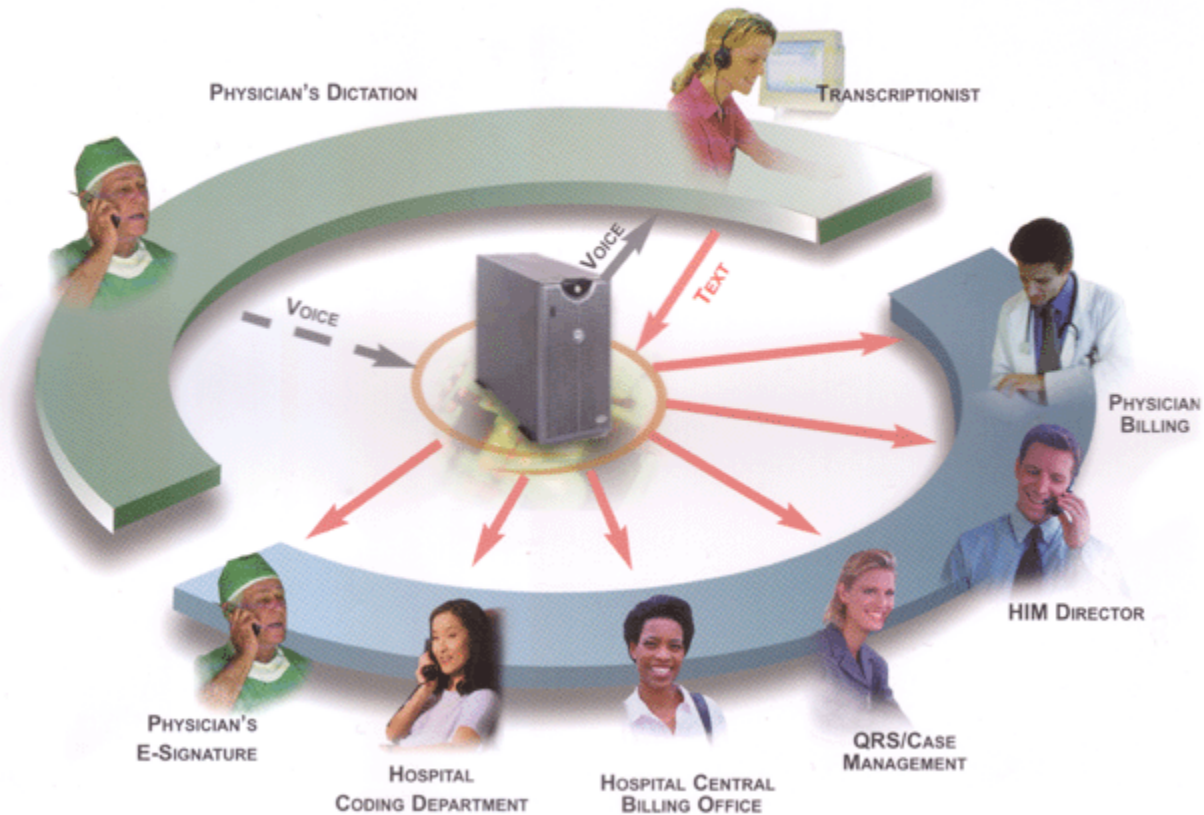 PHYSICIAN'S DICTATION
TRANSCRIPTIONIST
VOICE
VOICE
TEXT
PHYSICIAN
BILLING
HIM DIRECTOR
QRS/CASE
MANAGEMENT
HOSPITAL CENTRAL
BILLING OFFICE
HOSPITAL
CODING DEPARTMENT
PHYSICIAN'S
E-SIGNATURE